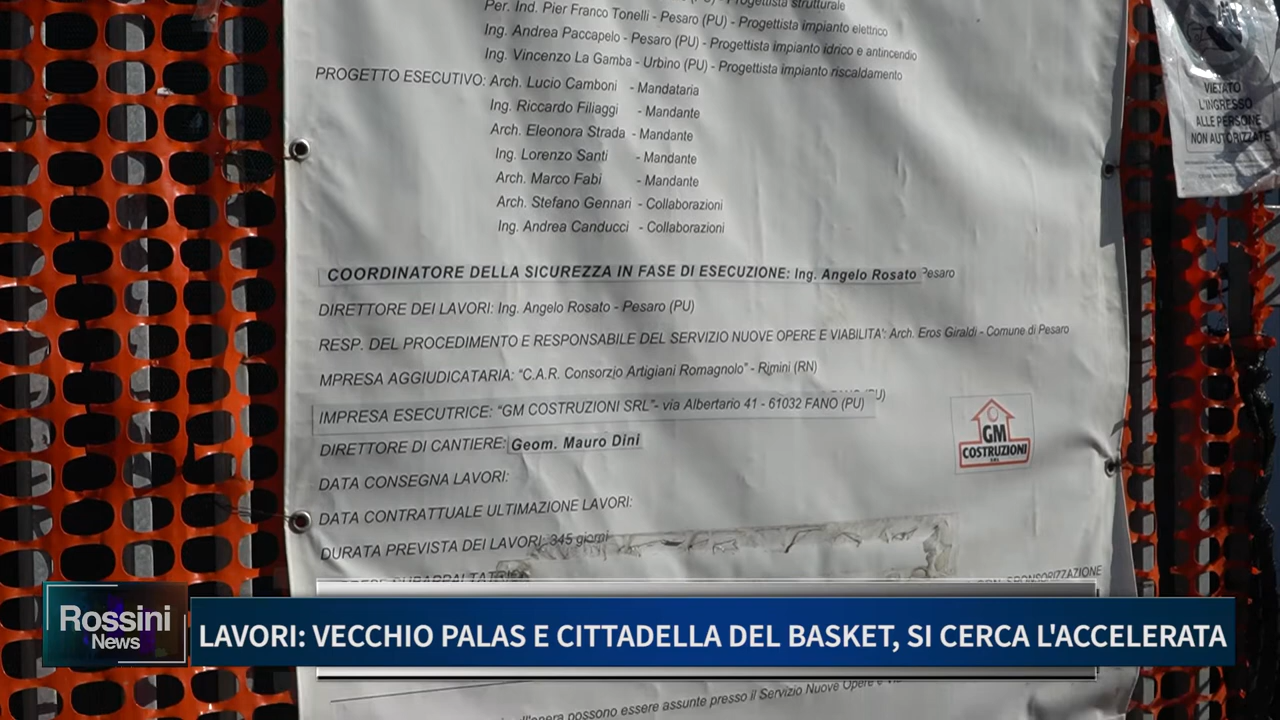 Progettista strutturale
Per. Ind. Pier Franco Tonelli - Pesaro (PU) - Progettista impianto elettrico
Ing. Andrea Paccapelo - Pesaro (PU) - Progettista impianto idrico e antincendio
Ing. Vincenzo La Gamba - Urbino (PU) - Progettista impianto riscaldamento
PROGETTO ESECUTIVO: Arch. Lucio Camboni - Mandataria
Ing. Riccardo Filiaggi - Mandante
Arch. Eleonora Strada - Mandante
Ing. Lorenzo Santi - Mandante
Arch. Marco Fabi - Mandante
Arch. Stefano Gennari - Collaborazioni
Ing. Andrea Canducci - Collaborazioni
COORDINATORE DELLA SICUREZZA IN FASE DI ESECUZIONE: Ing. Angelo Rosato Pesaro
DIRETTORE DEI LAVORI: Ing. Angelo Rosato - Pesaro (PU)
RESP. DEL PROCEDIMENTO E RESPONSABILE DEL SERVIZIO NUOVE OPERE E VIABILITA': Arch. Eros Giraldi - Comune di Pesaro
MPRESA AGGIUDICATARIA: "C.A.R. Consorzio Artigiani Romagnolo" - Rimini (RN)
IMPRESA ESECUTRICE: "GM COSTRUZIONI SRL"- via Albertario 41 - 61032 FANO (PU)
DIRETTORE DI CANTIERE: Geom. Mauro Dini
DATA CONSEGNA LAVORI:
DATA CONTRATTUALE ULTIMAZIONE LAVORI:
DURATA PREVISTA DEI LAVORI: 345 giorni
SPONSORIZZAZIONE
GM
COSTRUZIONI
SRL
VIETATO
L'INGRESSO
ALLE PERSONE
NON AUTORIZZATE
Rossini
News
LAVORI: VECCHIO PALAS E CITTADELLA DEL BASKET, SI CERCA L'ACCELERATA
possono essere assunte presso il Servizio Nuove Opere e